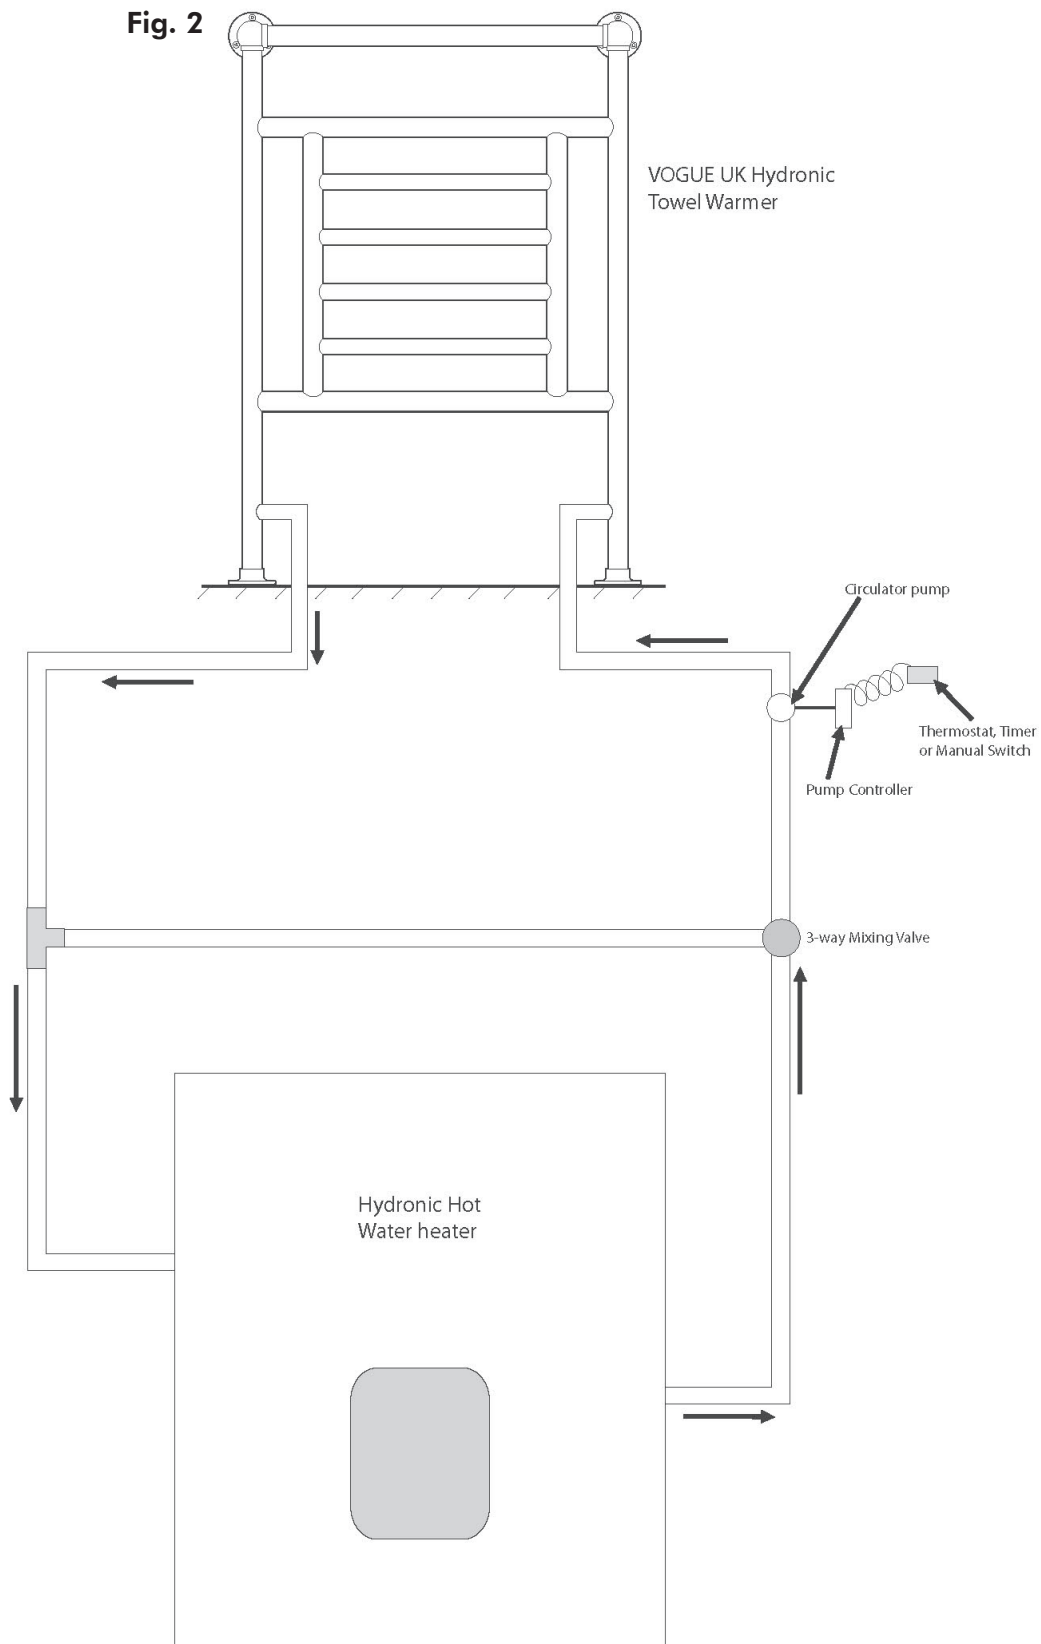 Fig. 2
VOGUE UK Hydronic
Towel Warmer
Circulator pump
Thermostat, Timer
or Manual Switch
Pump Controller
3-way Mixing Valve
Hydronic Hot
Water heater